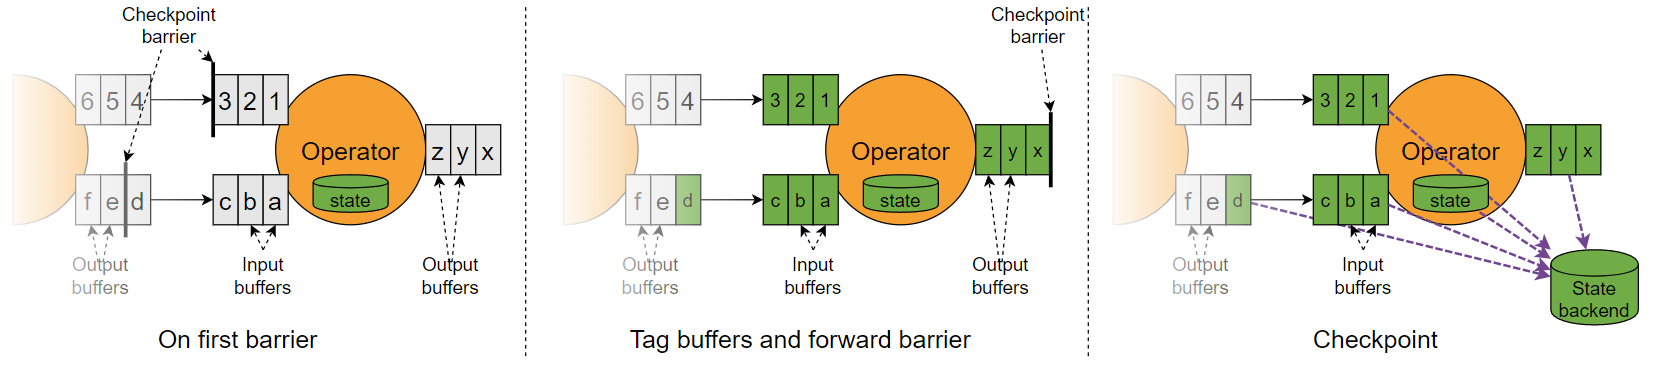 Checkpoint
barrier
6 5 4
3 2 1
Operator
z y x
state
f e d
c b a
Output
buffers
Input
buffers
Output
buffers
On first barrier
Checkpoint
barrier
6 5 4
3 2 1
Operator
z y x
state
f e d
c b a
Output
buffers
Input
buffers
Output
buffers
Tag buffers and forward barrier
6 5 4
3 2 1
Operator
z y x
state
f e d
c b a
Output
buffers
Input
buffers
State
backend
Checkpoint